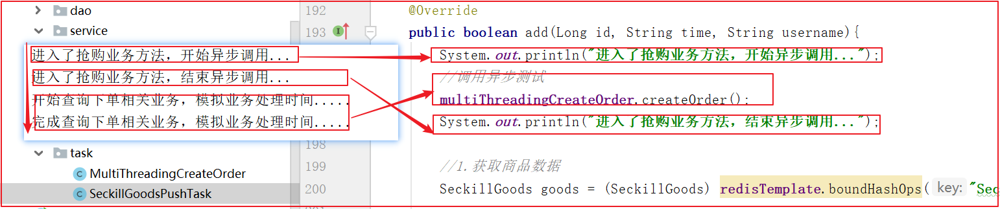 dao
service
进入了抢购业务方法，开始异步调用...
进入了抢购业务方法，结束异步调用...
开始查询下单相关业务，模拟业务处理时间.....
完成查询下单相关业务，模拟业务处理时间.....
task
MultiThreadingCreateOrder
SeckillGoodsPushTask
192 @Override
193 public boolean add(Long id, String time, String username){
System.out.println("进入了抢购业务方法，开始异步调用...");
//调用异步测试
multiThreadingCreateOrder.createOrder();
System.out.println("进入了抢购业务方法，结束异步调用...");
198
199 //1.获取商品数据
200 SeckillGoods goods = (SeckillGoods) redisTemplate.boundHashOps( key: "Sec